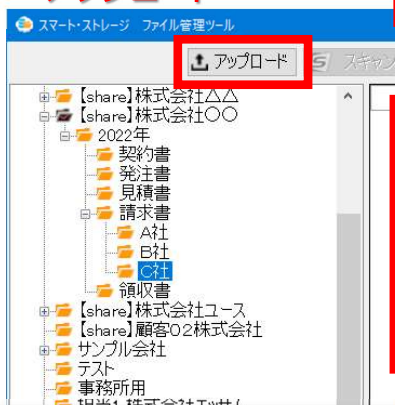 スマート・ストレージ ファイル管理ツール
アップロード
スキャン
【share】株式会社△△
【share】株式会社〇〇
2022年
契約書
発注書
見積書
請求書
A社
B社
C社
領収書
【share】株式会社ユース
【share】顧客02株式会社
サンプル会社
テスト
事務所用